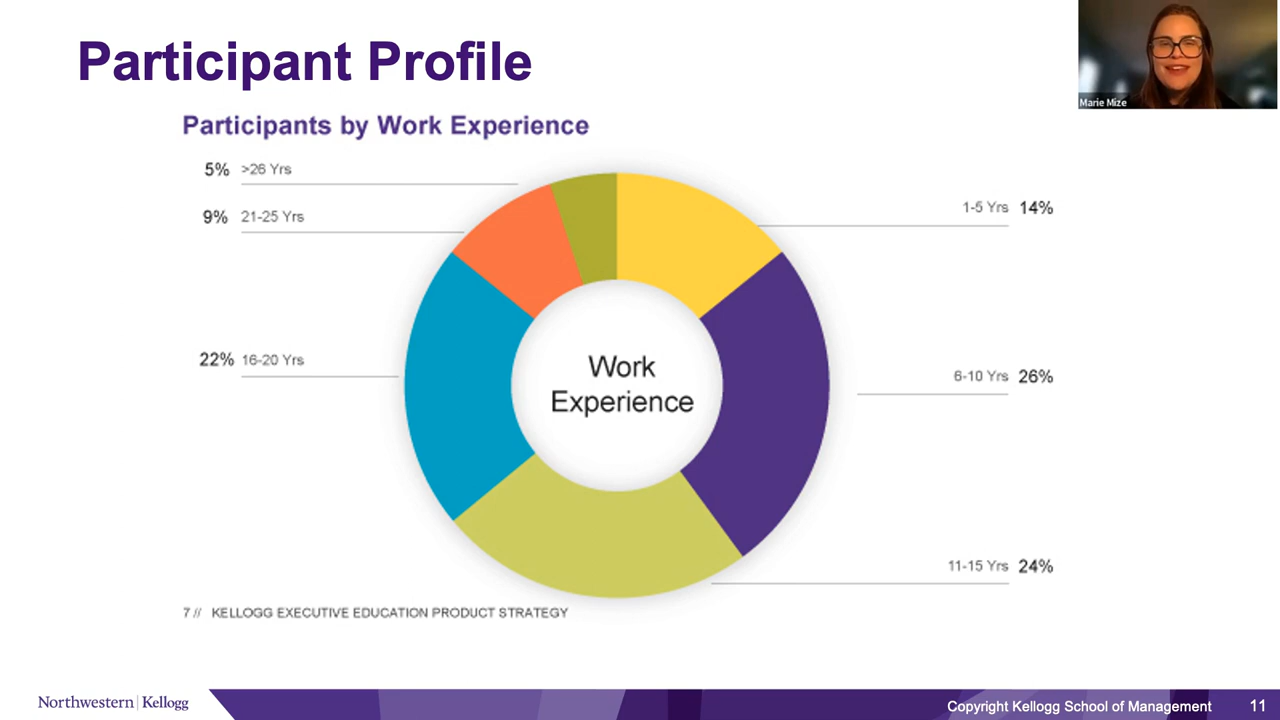 Participant Profile
Marie Mize
Participants by Work Experience
5% >26 Yrs
9% 21-25 Yrs
22% 16-20 Yrs
1-5 Yrs 14%
6-10 Yrs 26%
11-15 Yrs 24%
Work
Experience
7 // KELLOGG EXECUTIVE EDUCATION PRODUCT STRATEGY
Northwestern | Kellogg
Copyright Kellogg School of Management 11